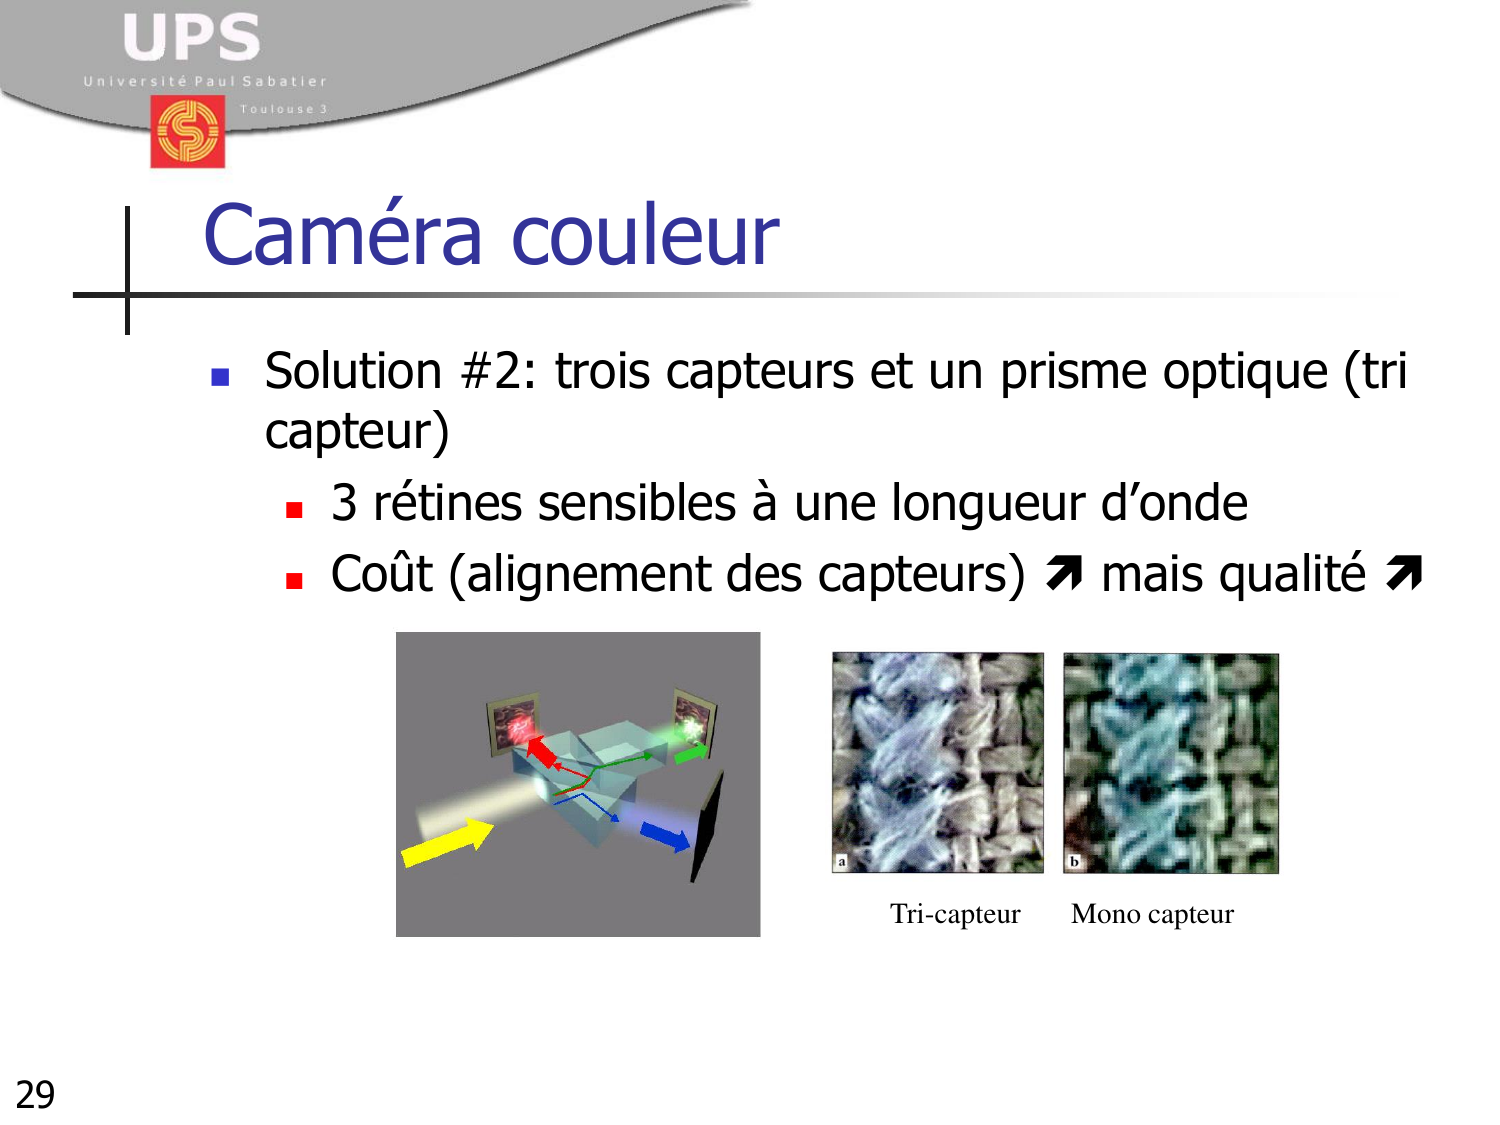 UPS
Université Paul Sabatier
Toulouse 3
Caméra couleur
Solution #2: trois capteurs et un prisme optique (tri
capteur)
3 rétines sensibles à une longueur d’onde
Coût (alignement des capteurs) 🡽 mais qualité 🡽
a
b
Tri-capteur
Mono capteur
29